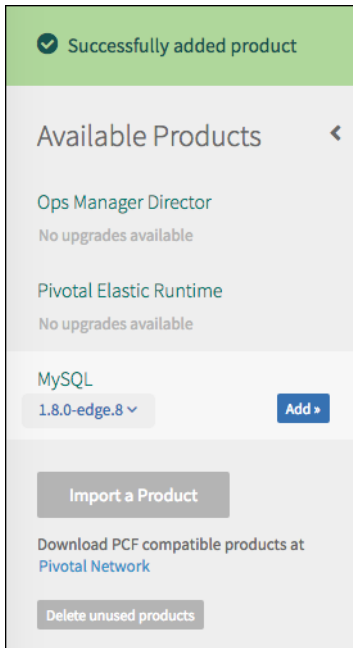 Successfully added product
Available Products
Ops Manager Director
No upgrades available
Pivotal Elastic Runtime
No upgrades available
MySQL
1.8.0-edge.8
Add »
Import a Product
Download PCF compatible products at
Pivotal Network
Delete unused products